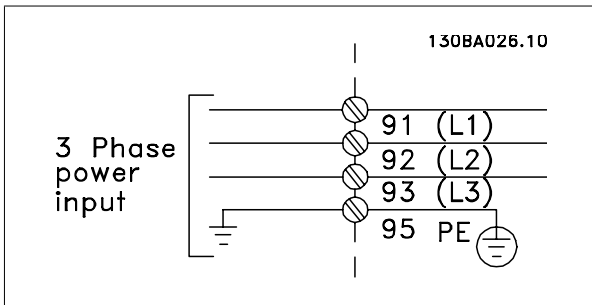 130BA026.10
3 Phase
power
input
91 (L1)
92 (L2)
93 (L3)
95 PE